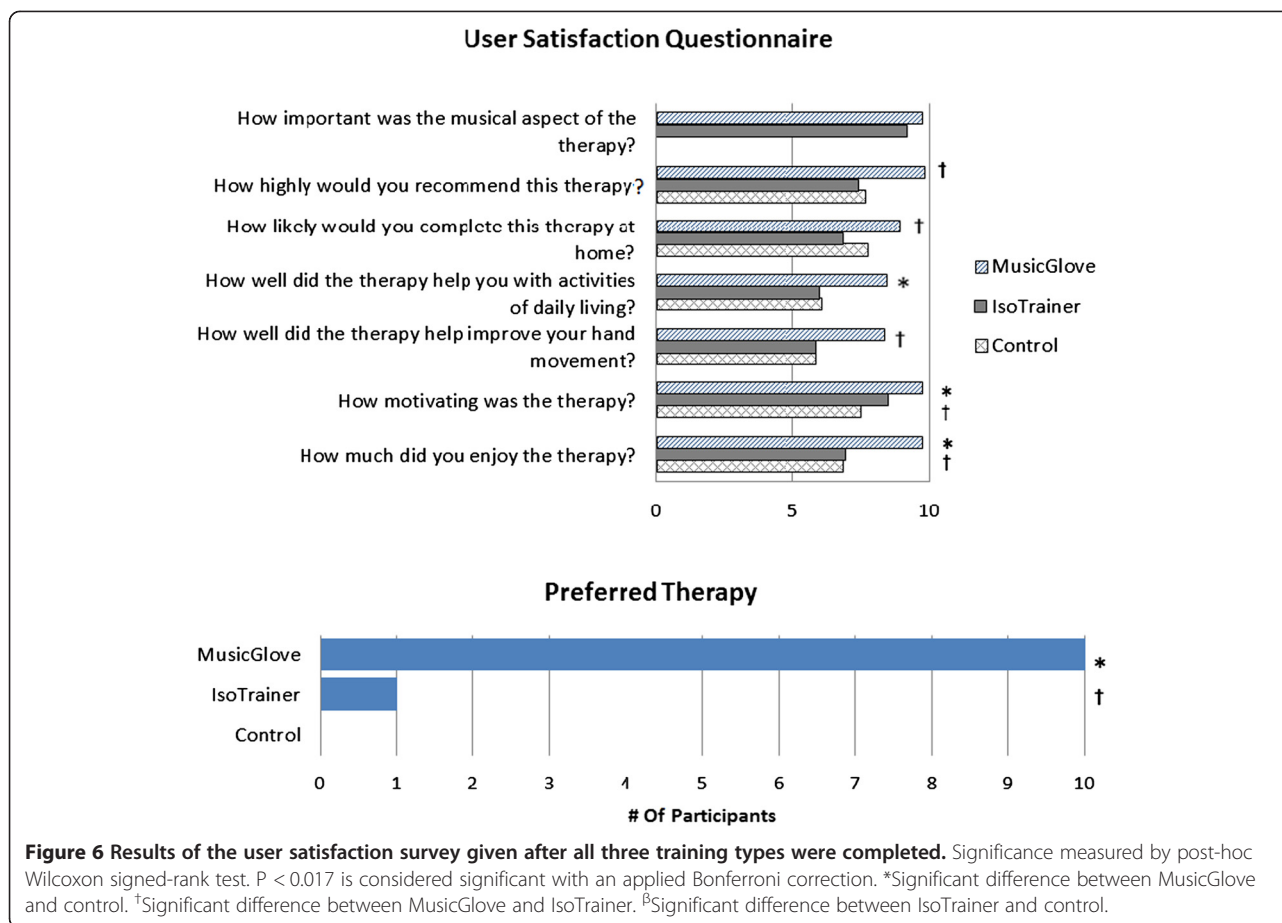 User Satisfaction Questionnaire
How important was the musical aspect of the
therapy?
How highly would you recommend this therapy?
†
How likely would you complete this therapy at
home?
†
How well did the therapy help you with activities
of daily living?
*
How well did the therapy help improve your hand
movement?
†
How motivating was the therapy?
*
†
How much did you enjoy the therapy?
*
†
MusicGlove
IsoTrainer
Control
0 5 10
Preferred Therapy
MusicGlove
*
IsoTrainer
†
Control
0 1 2 3 4 5 6 7 8 9 10
# Of Participants
Figure 6 Results of the user satisfaction survey given after all three training types were completed. Significance measured by post-hoc
Wilcoxon signed-rank test. P < 0.017 is considered significant with an applied Bonferroni correction. *Significant difference between MusicGlove
and control. †Significant difference between MusicGlove and IsoTrainer. βSignificant difference between IsoTrainer and control.